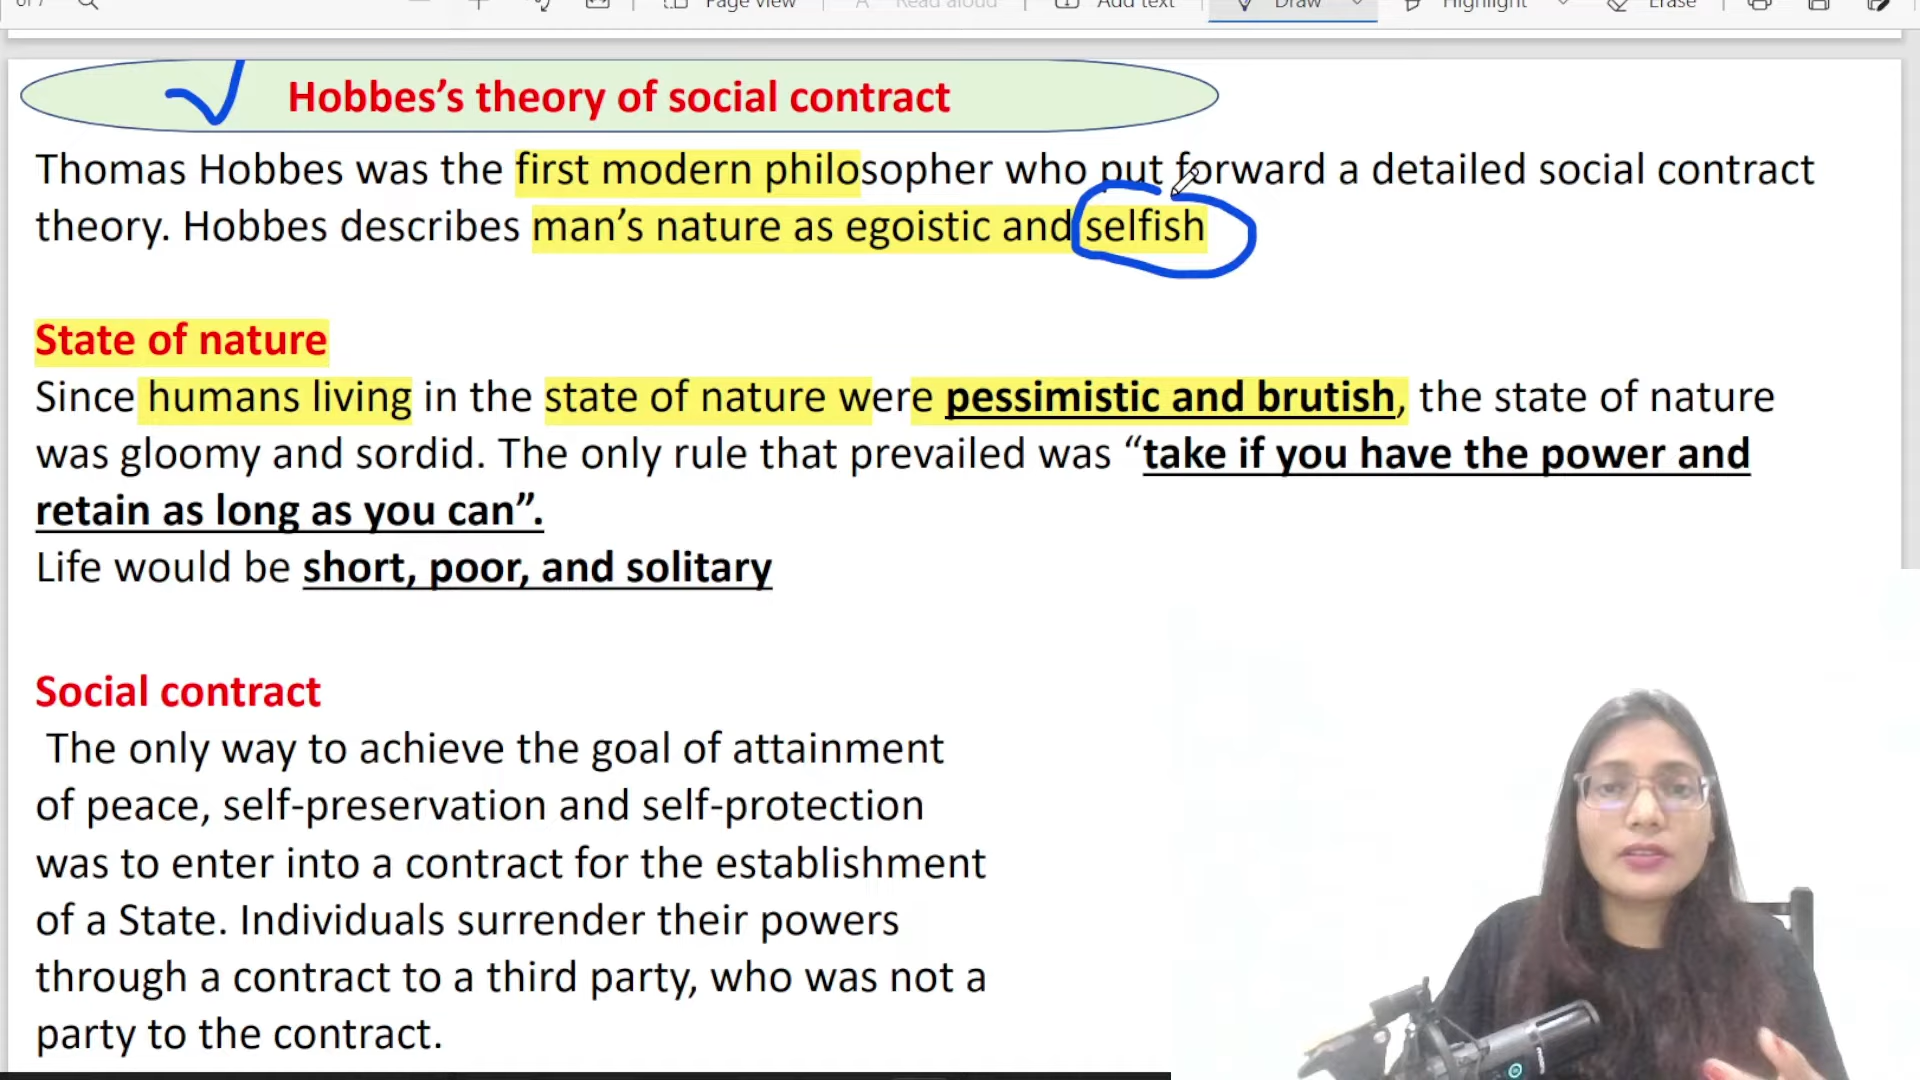 Page view
Read aloud
Add text
Draw
Highlight
Erase
Hobbes’s theory of social contract
Thomas Hobbes was the first modern philosopher who put forward a detailed social contract
theory. Hobbes describes man’s nature as egoistic and selfish
State of nature
Since humans living in the state of nature were pessimistic and brutish, the state of nature
was gloomy and sordid. The only rule that prevailed was “take if you have the power and
retain as long as you can”.
Life would be short, poor, and solitary
Social contract
The only way to achieve the goal of attainment
of peace, self-preservation and self-protection
was to enter into a contract for the establishment
of a State. Individuals surrender their powers
through a contract to a third party, who was not a
party to the contract.